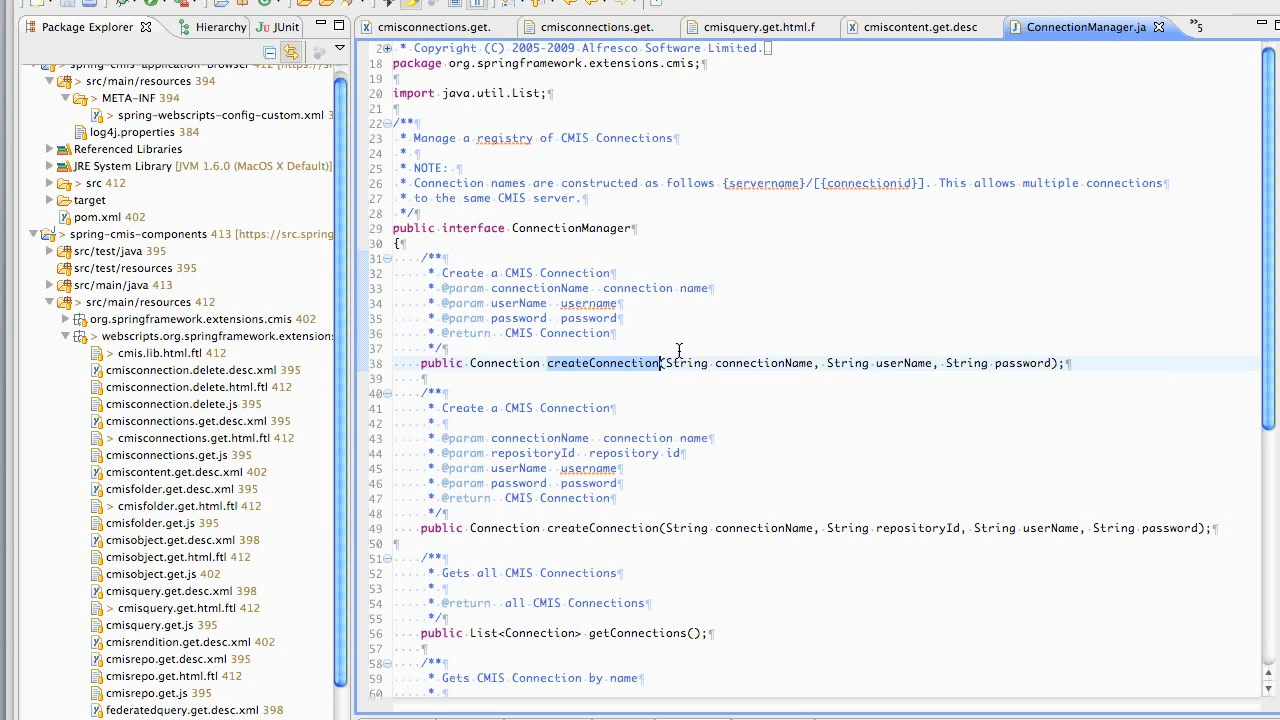 Package Explorer
Hierarchy
JUnit
cmisconnections.get.
cmisconnections.get.
cmisquery.get.html.f
cmiscontent.get.desc
ConnectionManager.ja
»5
src/main/resources 394
> META-INF 394
> spring-webscripts-config-custom.xml
log4j.properties 384
Referenced Libraries
JRE System Library [JVM 1.6.0 (MacOS X Default)]
> src 412
target
pom.xml 402
> spring-cmis-components 413 [https://src.spring
src/test/java 395
src/test/resources 395
src/main/java 413
> src/main/resources 412
org.springframework.extensions.cmis 402
> webscripts.org.springframework.extensions
> cmis.lib.html.ftl 412
cmisconnection.delete.desc.xml 395
cmisconnection.delete.html.ftl 412
cmisconnection.delete.js 395
cmisconnections.get.desc.xml 395
> cmisconnections.get.html.ftl 412
cmisconnections.get.js 395
cmiscontent.get.desc.xml 402
cmisfolder.get.desc.xml 395
> cmisfolder.get.html.ftl 412
cmisfolder.get.js 395
cmisobject.get.desc.xml 398
cmisobject.get.html.ftl 412
cmisobject.get.js 402
cmisquery.get.desc.xml 398
> cmisquery.get.html.ftl 412
cmisquery.get.js 395
cmisrendition.get.desc.xml 402
cmisrepo.get.desc.xml 395
cmisrepo.get.html.ftl 412
cmisrepo.get.js 395
federatedquery.get.desc.xml 398
2 * Copyright (C) 2005-2009 Alfresco Software Limited.
18 package org.springframework.extensions.cmis;
19
20 import java.util.List;
21
22 /**
23 * Manage a registry of CMIS Connections
24 *
25 * NOTE:
26 * Connection names are constructed as follows {servername}/[{connectionid}]. This allows multiple connections
27 * to the same CMIS server.
28 */
29 public interface ConnectionManager
30 {
31 /**
32 * Create a CMIS Connection
33 * @param connectionName connection name
34 * @param userName username
35 * @param password password
36 * @return CMIS Connection
37 */
38 public Connection createConnection(String connectionName, String userName, String password);
39
40 /**
41 * Create a CMIS Connection
42 *
43 * @param connectionName connection name
44 * @param repositoryId repository id
45 * @param userName username
46 * @param password password
47 * @return CMIS Connection
48 */
49 public Connection createConnection(String connectionName, String repositoryId, String userName, String password);
50
51 /**
52 * Gets all CMIS Connections
53 *
54 * @return all CMIS Connections
55 */
56 public List<Connection> getConnections();
57
58 /**
59 * Gets CMIS Connection by name
60 *